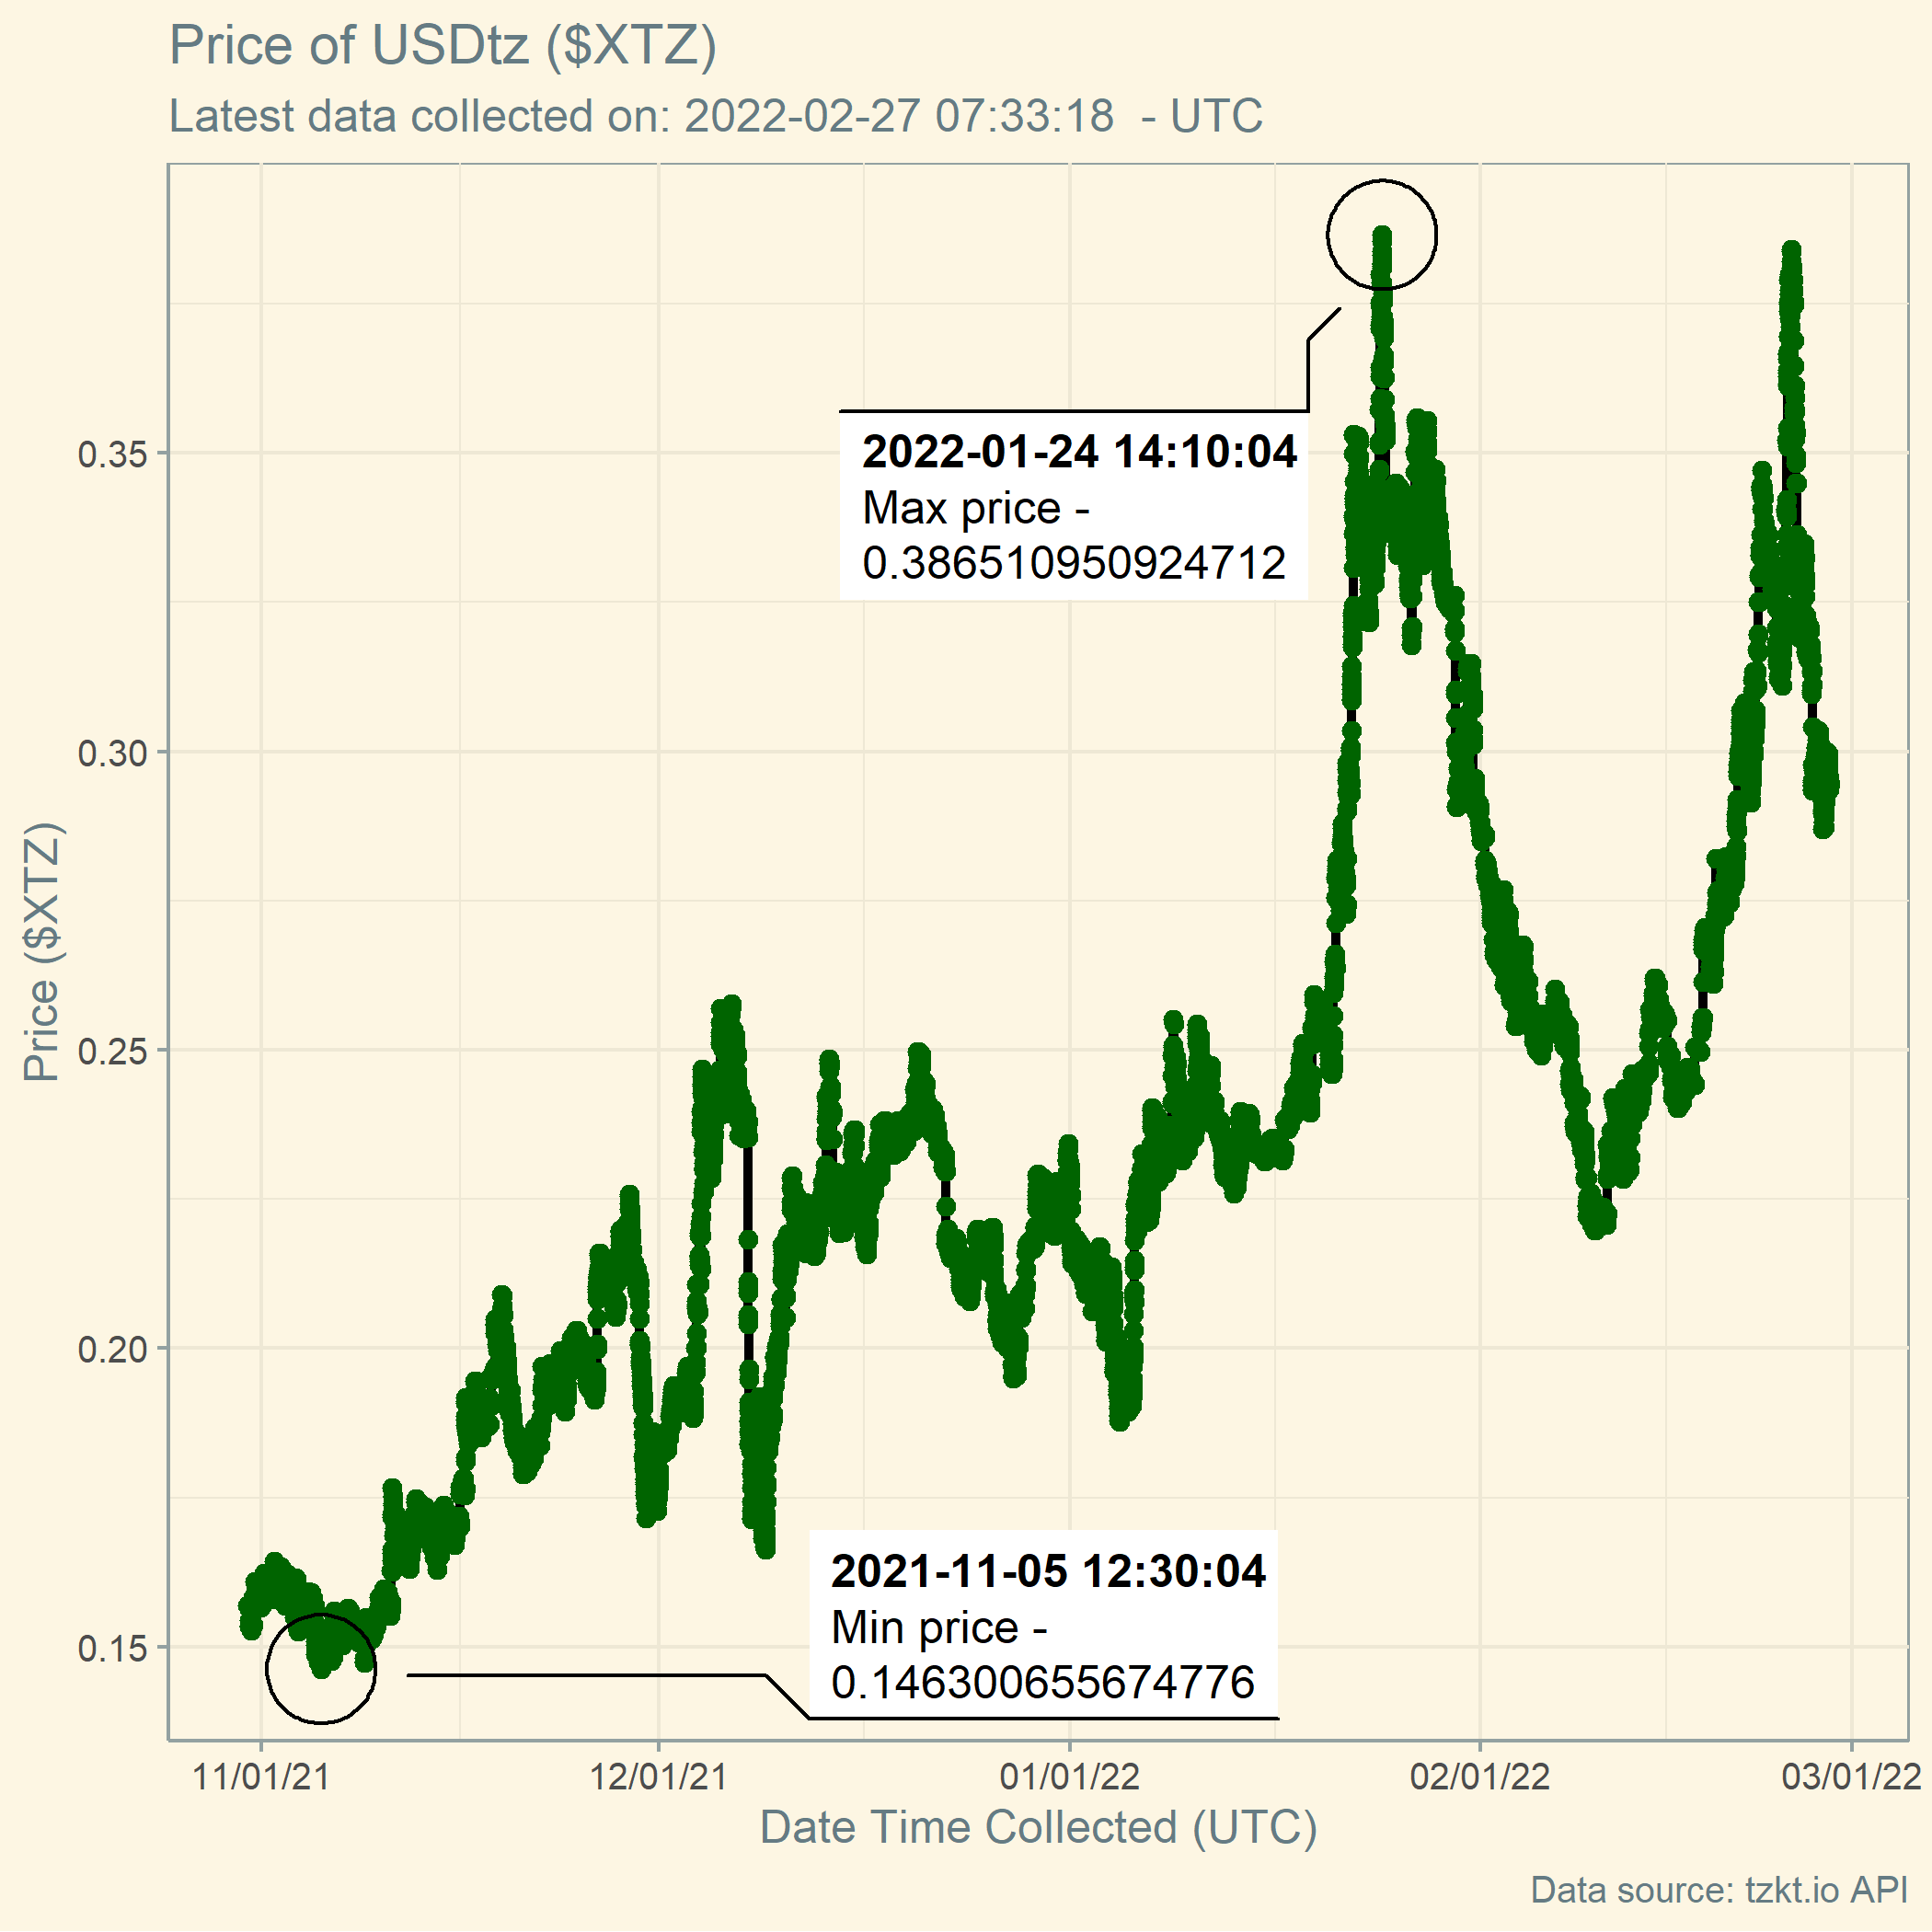 Price of USDtz ($XTZ)
Latest data collected on: 2022-02-27 07:33:18  - UTC
2022-01-24 14:10:04
Max price -
0.386510950924712
2021-11-05 12:30:04
Min price -
0.146300655674776
Price ($XTZ)
0.35
0.30
0.25
0.20
0.15
11/01/21
12/01/21
01/01/22
02/01/22
03/01/22
Date Time Collected (UTC)
Data source: tzkt.io API